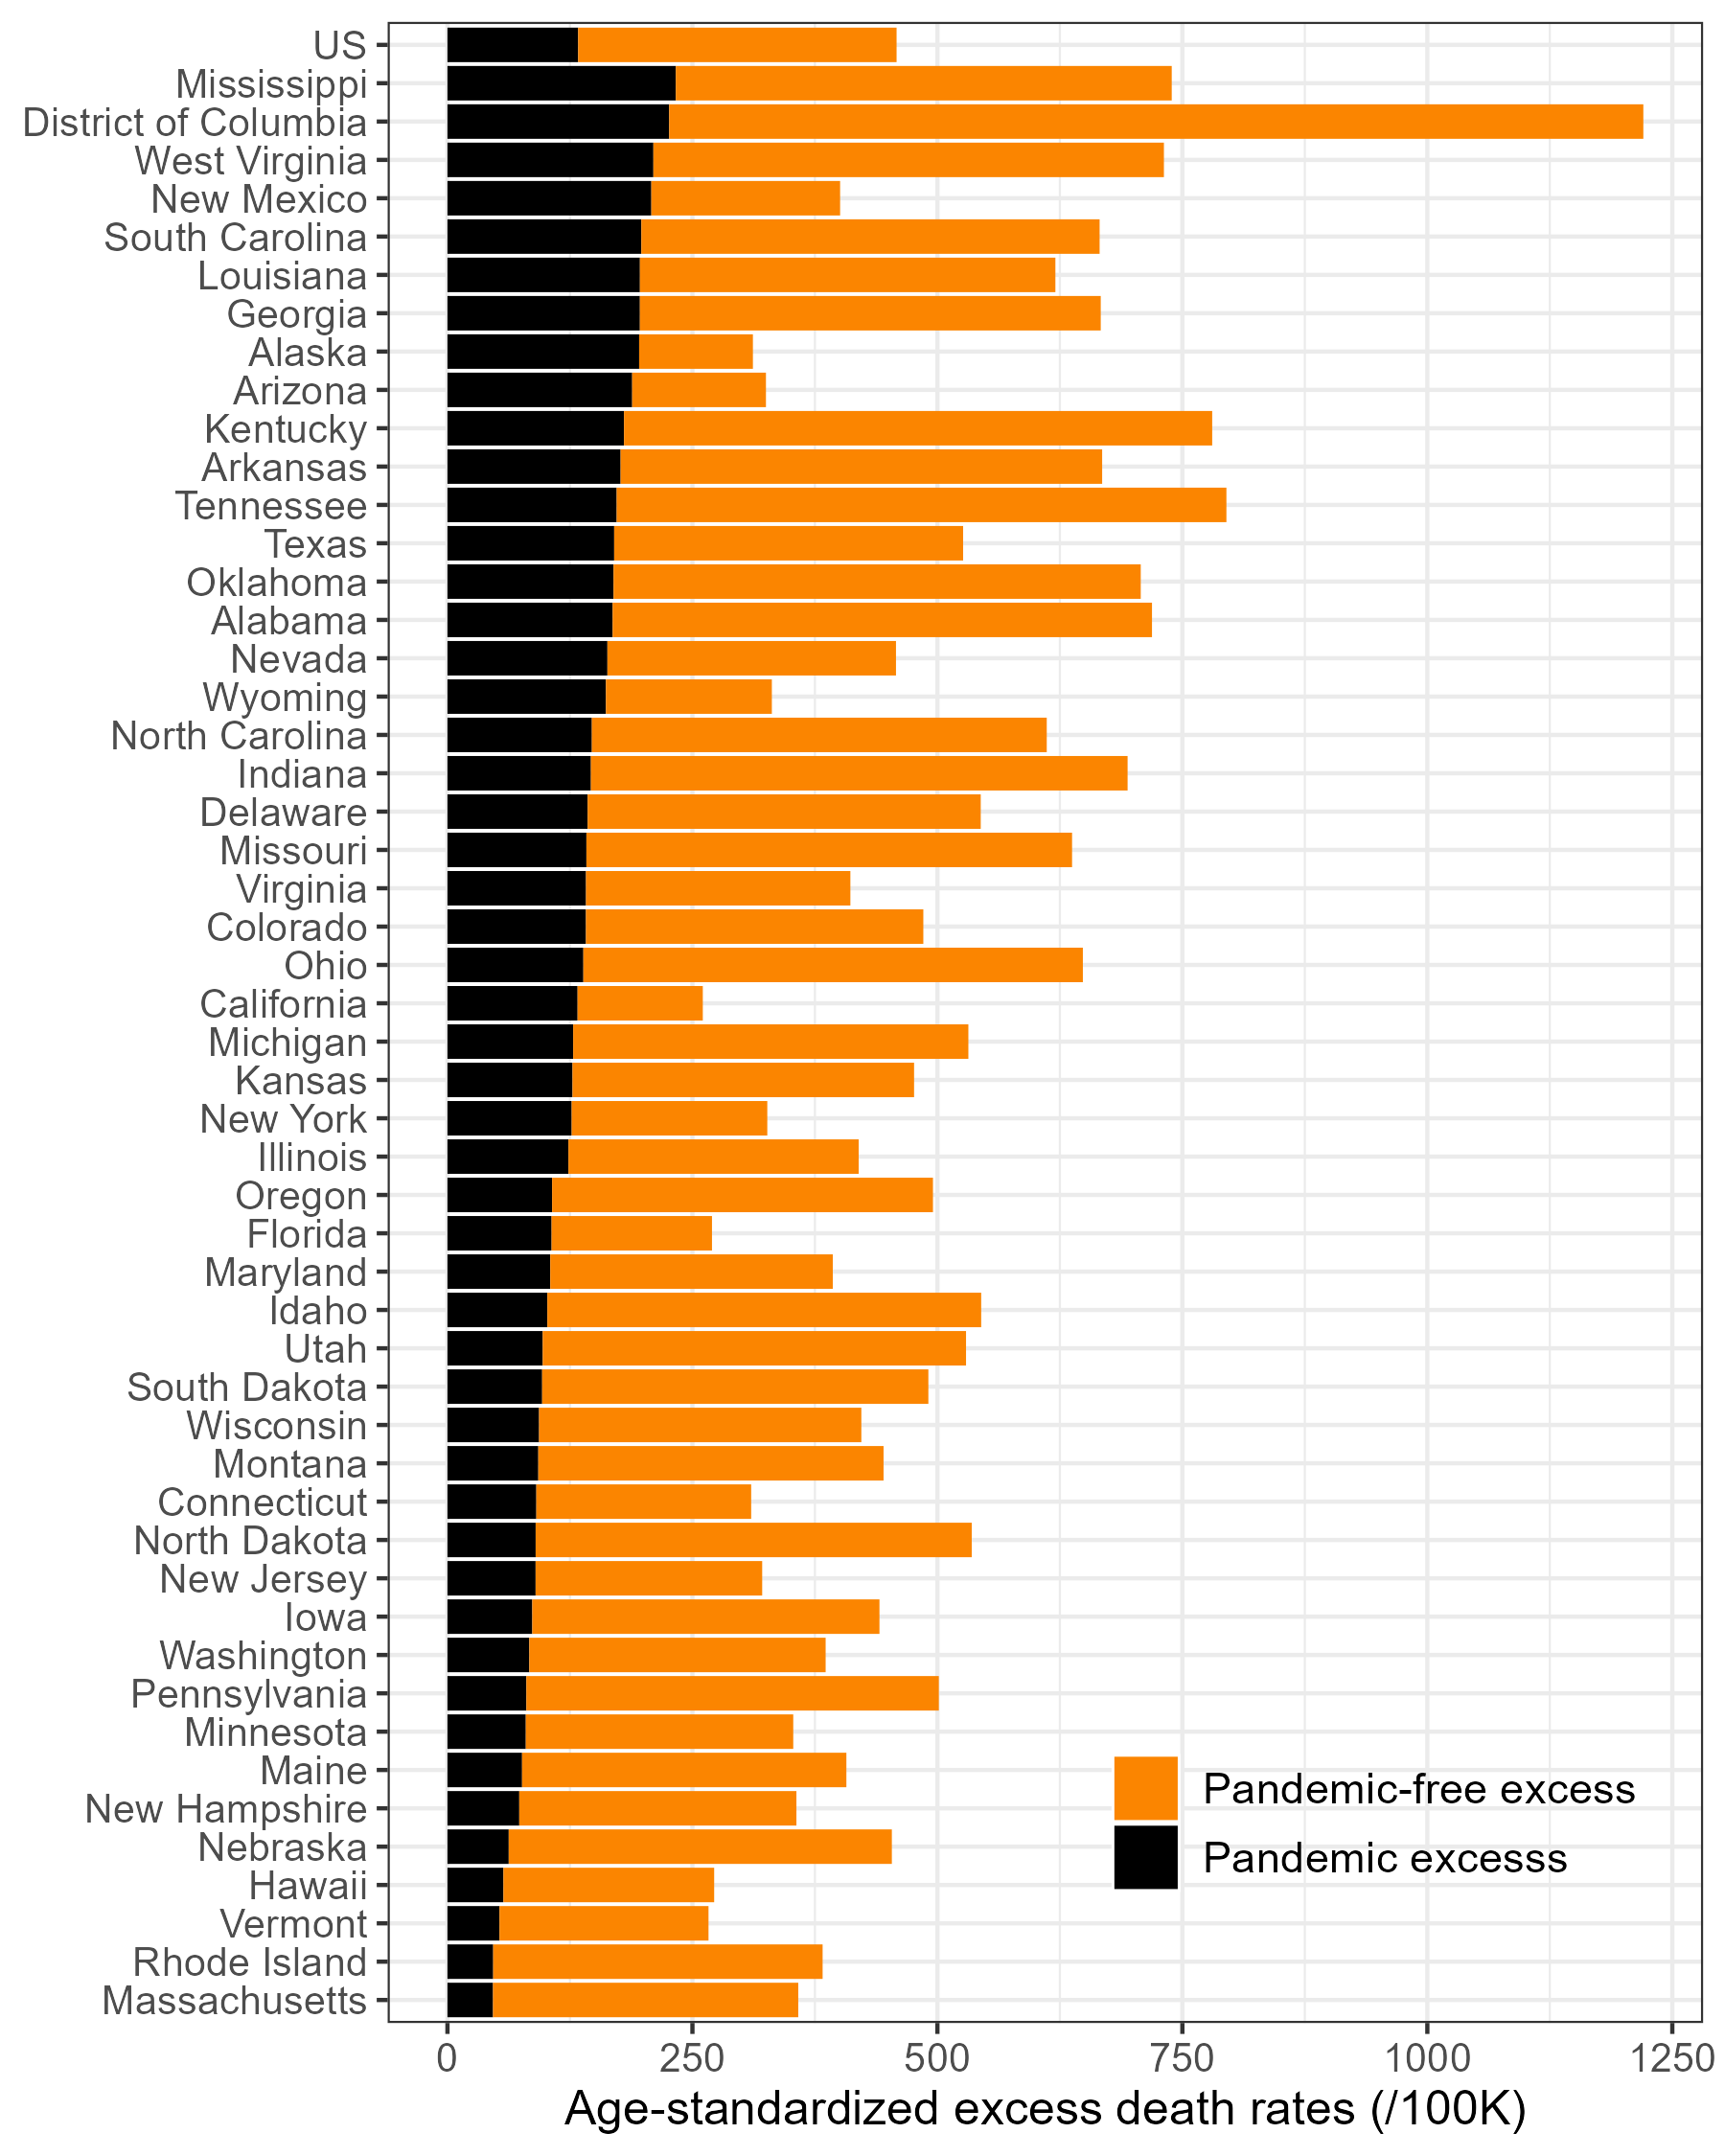 US
Mississippi
District of Columbia
West Virginia
New Mexico
South Carolina
Louisiana
Georgia
Alaska
Arizona
Kentucky
Arkansas
Tennessee
Texas
Oklahoma
Alabama
Nevada
Wyoming
North Carolina
Indiana
Delaware
Missouri
Virginia
Colorado
Ohio
California
Michigan
Kansas
New York
Illinois
Oregon
Florida
Maryland
Idaho
Utah
South Dakota
Wisconsin
Montana
Connecticut
North Dakota
New Jersey
Iowa
Washington
Pennsylvania
Minnesota
Maine
New Hampshire
Nebraska
Hawaii
Vermont
Rhode Island
Massachusetts
Pandemic-free excess
Pandemic excesss
0 250 500 750 1000 1250
Age-standardized excess death rates (/100K)